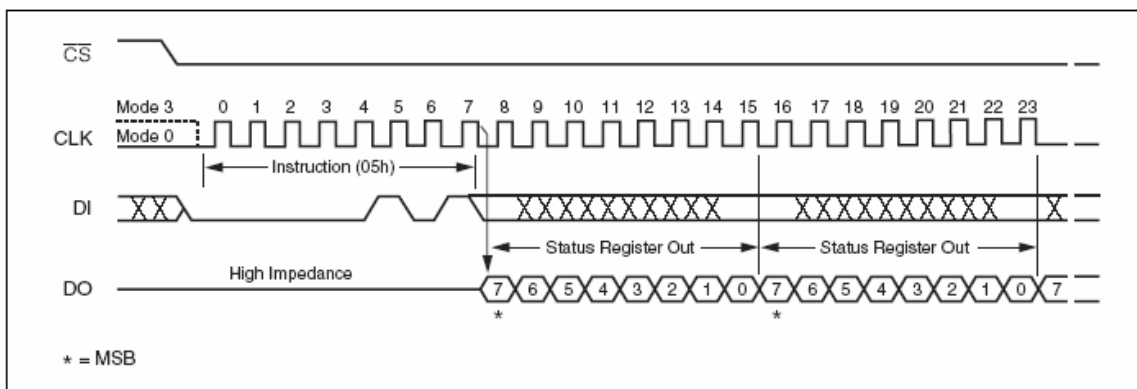 CS
Mode 3 0 1 2 3 4 5 6 7 8 9 10 11 12 13 14 15 16 17 18 19 20 21 22 23
CLK Mode 0
Instruction (05h)
DI
Status Register Out Status Register Out
High Impedance
DO 7 6 5 4 3 2 1 0 7 6 5 4 3 2 1 0 7
* *
* = MSB